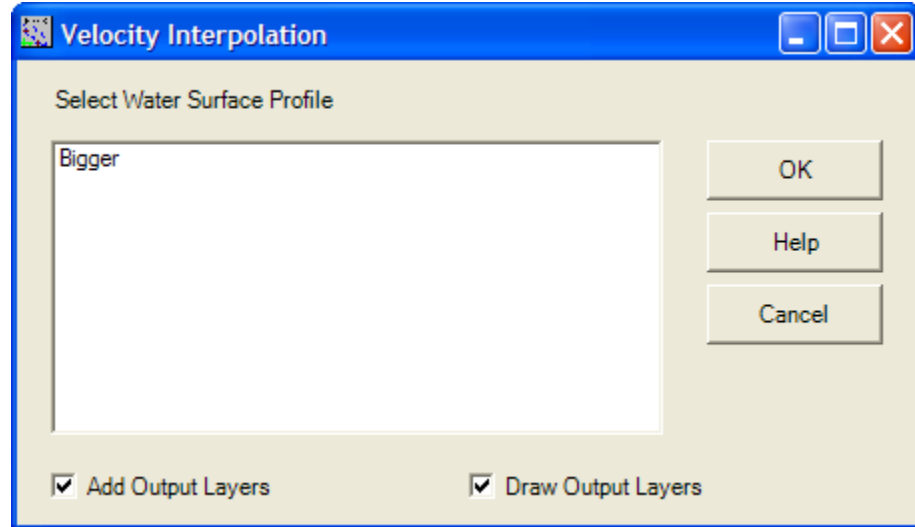 Velocity Interpolation
Select Water Surface Profile
Bigger
OK
Help
Cancel
Add Output Layers
Draw Output Layers